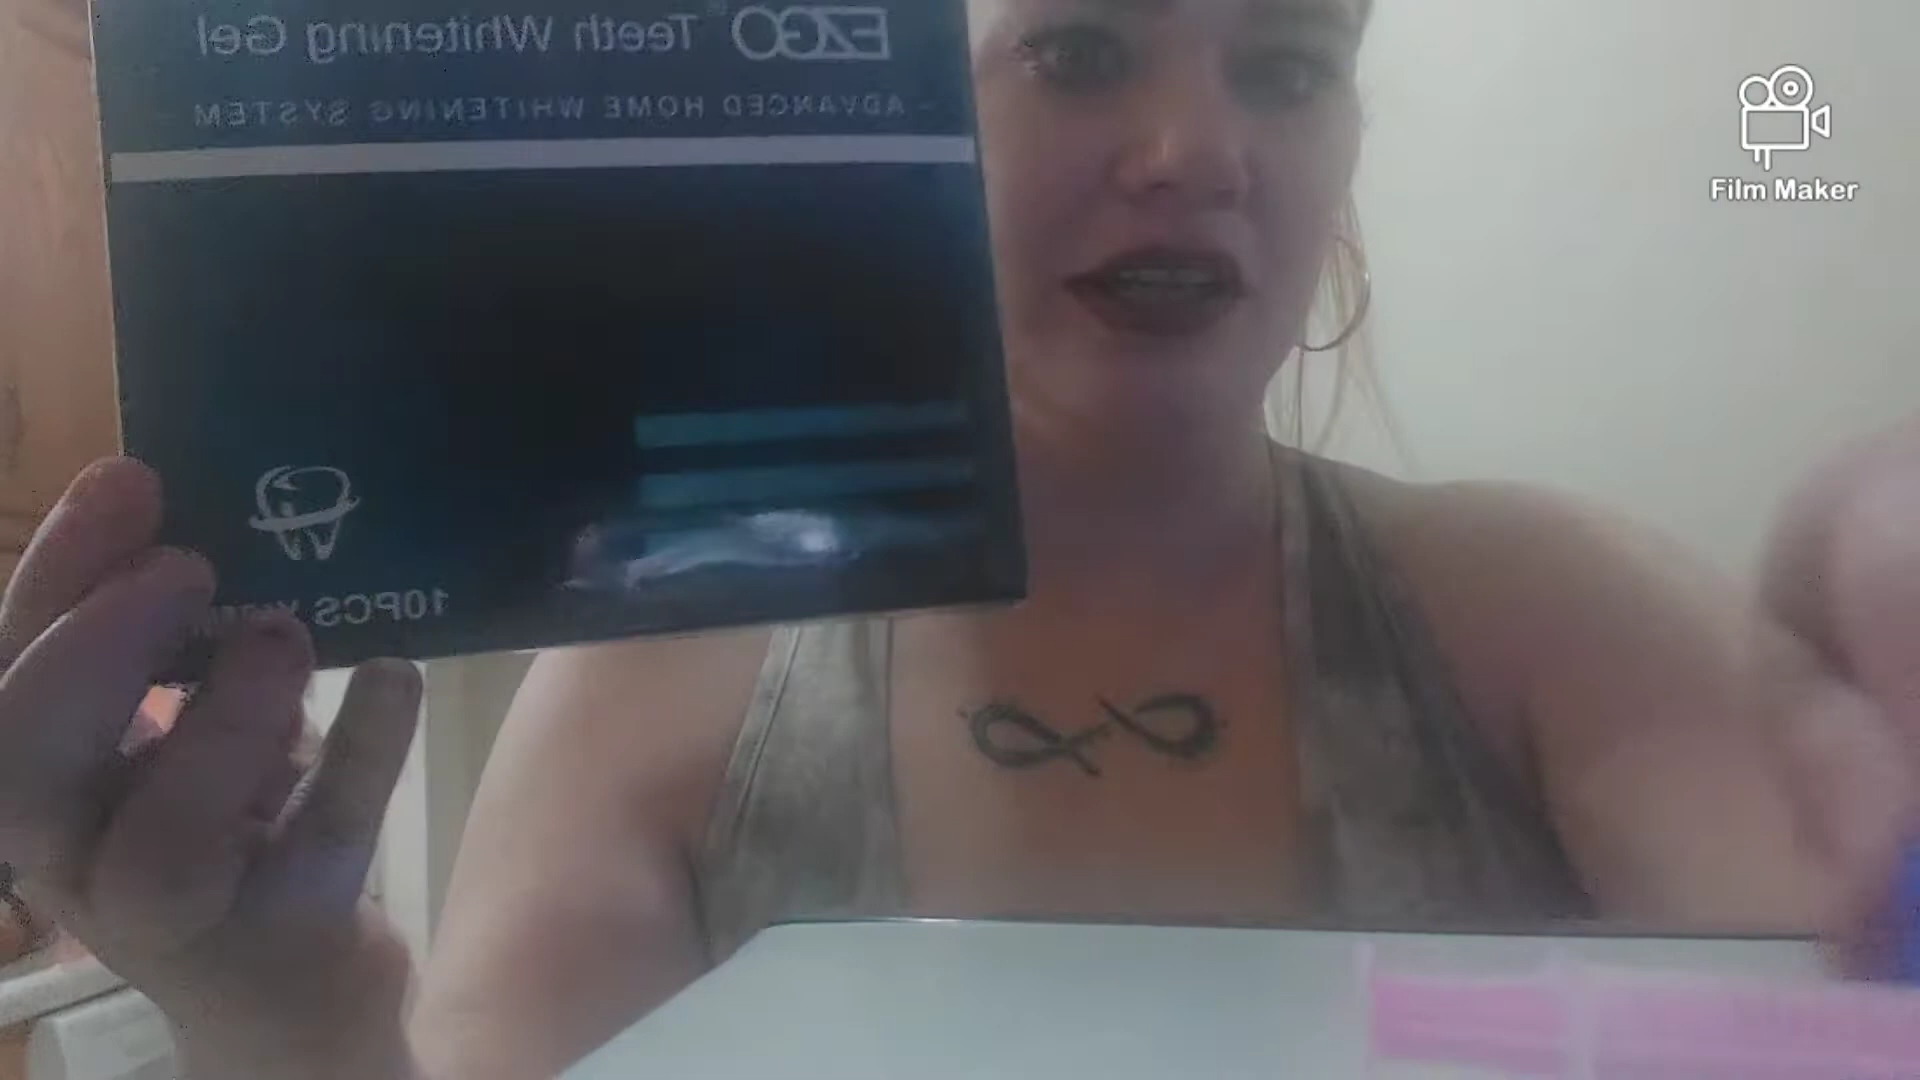 EZGO® Teeth Whitening Gel
- ADVANCED HOME WHITENING SYSTEM -
10PCS
Film Maker